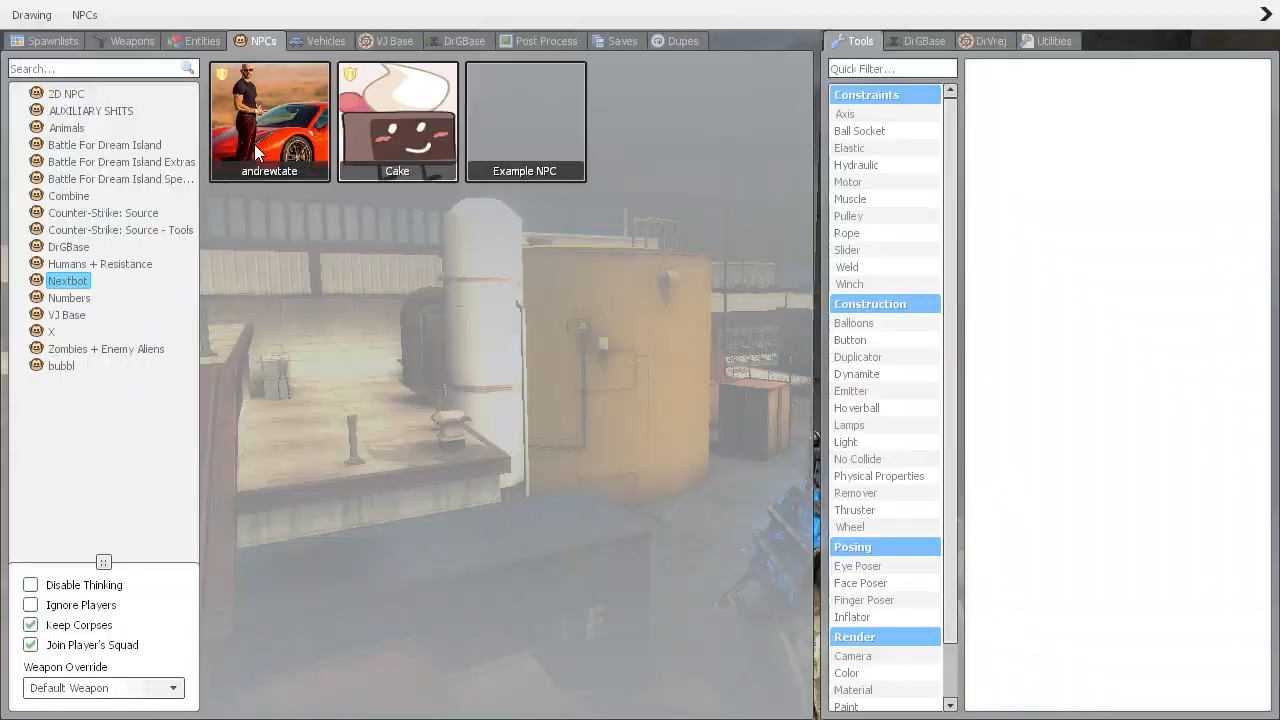 Drawing NPCs
Spawnlists Weapons Entities NPCs Vehicles VJ Base DrGBase Post Process Saves Dupes
Search...
2D NPC
AUXILIARY SHITS
Animals
Battle For Dream Island
Battle For Dream Island Extras
Battle For Dream Island Spe...
Combine
Counter-Strike: Source
Counter-Strike: Source - Tools
DrGBase
Humans + Resistance
Nextbot
Numbers
VJ Base
X
Zombies + Enemy Aliens
bubbl
Disable Thinking
Ignore Players
Keep Corpses
Join Player's Squad
Weapon Override
Default Weapon
andrewtate
Cake
Example NPC
Tools DrGBase DrVrej Utilities
Quick Filter...
Constraints
Axis
Ball Socket
Elastic
Hydraulic
Motor
Muscle
Pulley
Rope
Slider
Weld
Winch
Construction
Balloons
Button
Duplicator
Dynamite
Emitter
Hoverball
Lamps
Light
No Collide
Physical Properties
Remover
Thruster
Wheel
Posing
Eye Poser
Face Poser
Finger Poser
Inflator
Render
Camera
Color
Material
Paint